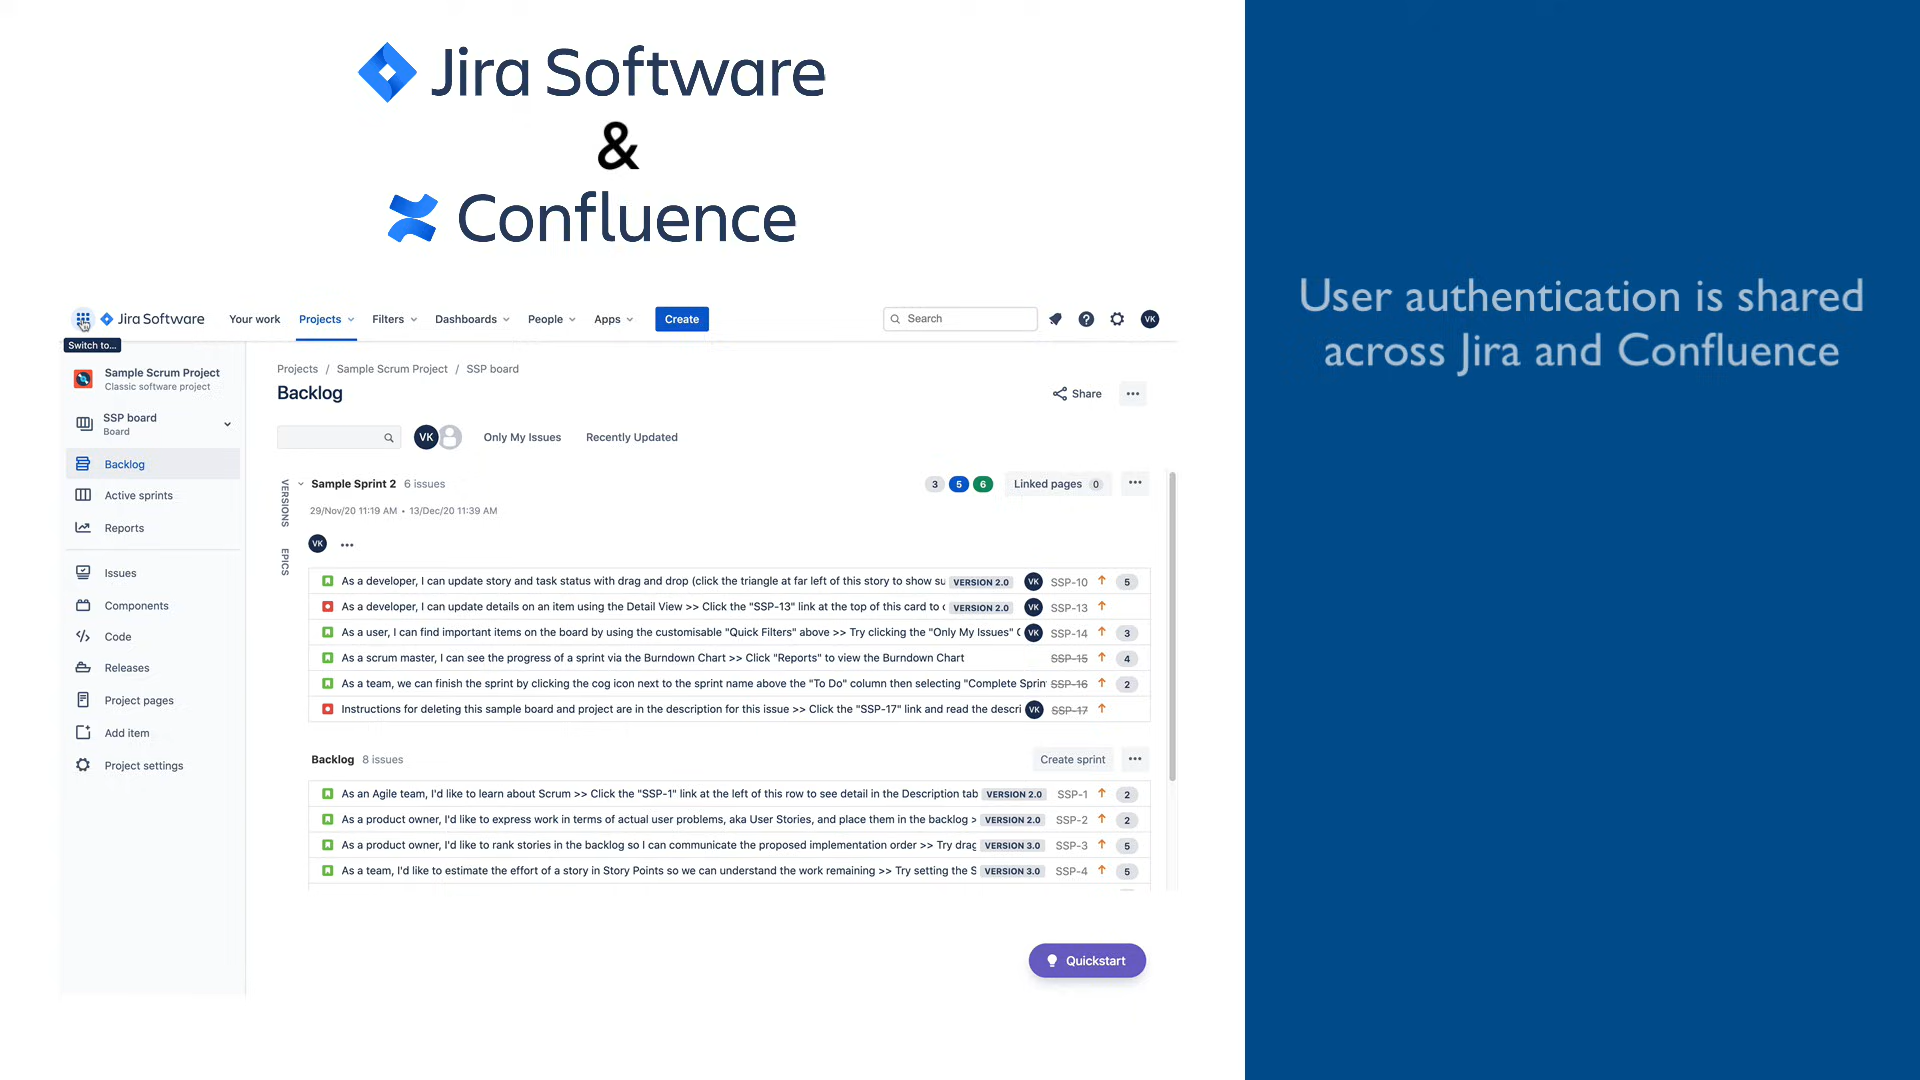 Jira Software
&
Confluence
User authentication is shared
across Jira and Confluence
Jira Software Your work Projects Filters Dashboards People Apps Create Search VK
Switch to...
Sample Scrum Project
Classic software project
SSP board
Board
Backlog
Active sprints
Reports
Issues
Components
Code
Releases
Project pages
Add item
Project settings
Projects / Sample Scrum Project / SSP board
Backlog
Share
VK Only My Issues Recently Updated
VERSIONS
EPICS
Sample Sprint 2 6 issues 3 5 6 Linked pages 0
29/Nov/20 11:19 AM • 13/Dec/20 11:39 AM
VK
As a developer, I can update story and task status with drag and drop (click the triangle at far left of this story to show su VERSION 2.0 VK SSP-10 5
As a developer, I can update details on an item using the Detail View >> Click the "SSP-13" link at the top of this card to VERSION 2.0 VK SSP-13
As a user, I can find important items on the board by using the customisable "Quick Filters" above >> Try clicking the "Only My Issues" VK SSP-14 3
As a scrum master, I can see the progress of a sprint via the Burndown Chart >> Click "Reports" to view the Burndown Chart SSP-15 4
As a team, we can finish the sprint by clicking the cog icon next to the sprint name above the "To Do" column then selecting "Complete Sprin SSP-16 2
Instructions for deleting this sample board and project are in the description for this issue >> Click the "SSP-17" link and read the descri VK SSP-17
Backlog 8 issues Create sprint
As an Agile team, I'd like to learn about Scrum >> Click the "SSP-1" link at the left of this row to see detail in the Description tab VERSION 2.0 SSP-1 2
As a product owner, I'd like to express work in terms of actual user problems, aka User Stories, and place them in the backlog > VERSION 2.0 SSP-2 2
As a product owner, I'd like to rank stories in the backlog so I can communicate the proposed implementation order >> Try drag VERSION 3.0 SSP-3 5
As a team, I'd like to estimate the effort of a story in Story Points so we can understand the work remaining >> Try setting the S VERSION 3.0 SSP-4 5
Quickstart